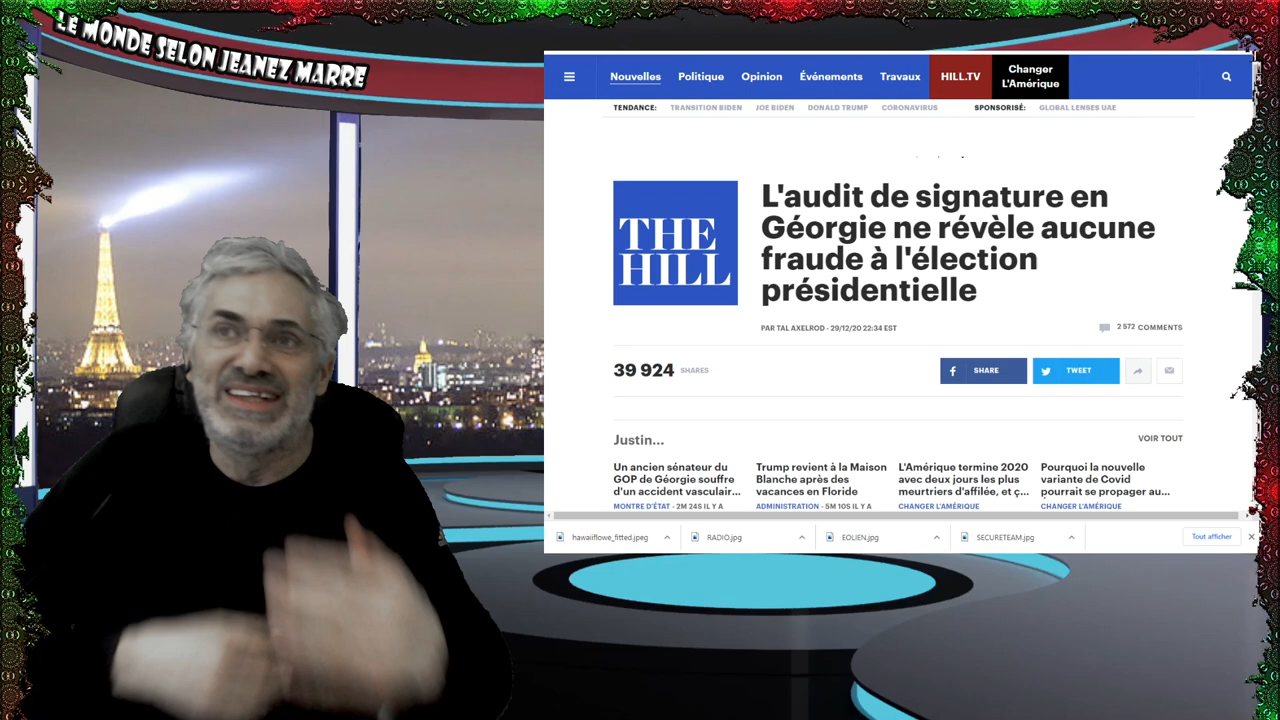 LE MONDE SELON JEANEZ MARRE
Nouvelles Politique Opinion Événements Travaux HILL.TV Changer L'Amérique
TENDANCE: TRANSITION BIDEN JOE BIDEN DONALD TRUMP CORONAVIRUS SPONSORISÉ: GLOBAL LENSES UAE
THE
HILL
L'audit de signature en
Géorgie ne révèle aucune
fraude à l'élection
présidentielle
PAR TAL AXELROD - 29/12/20 22:34 EST
2 572 COMMENTS
39 924 SHARES
SHARE
TWEET
Justin...
VOIR TOUT
Un ancien sénateur du
GOP de Géorgie souffre
d'un accident vasculair...
MONTRE D'ÉTAT - 2M 24S IL Y A
Trump revient à la Maison
Blanche après des
vacances en Floride
ADMINISTRATION - 5M 10S IL Y A
L'Amérique termine 2020
avec deux jours les plus
meurtriers d'affilée, et ç...
CHANGER L'AMÉRIQUE
Pourquoi la nouvelle
variante de Covid
pourrait se propager au...
CHANGER L'AMÉRIQUE
hawaiiflowe_fitted.jpeg RADIO.jpg EOLIEN.jpg SECURETEAM.jpg Tout afficher